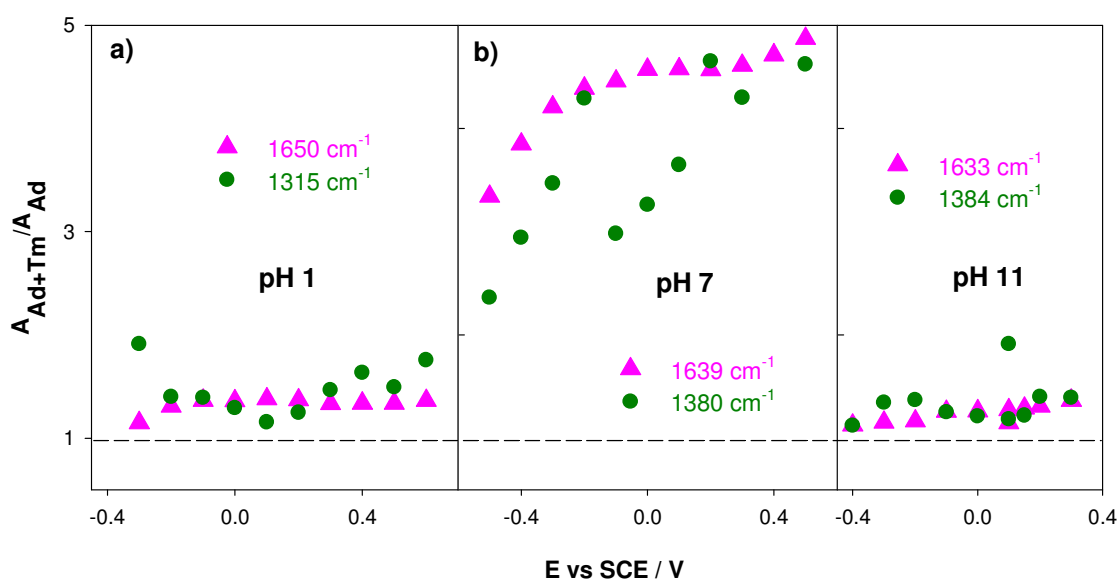 5
3
1
A Ad+Tm/A Ad
a)
1650 cm-1
1315 cm-1
pH 1
b)
pH 7
1639 cm-1
1380 cm-1
1633 cm-1
1384 cm-1
pH 11
-0.4 0.0 0.4 -0.4 0.0 0.4 -0.4 0.0 0.4
E vs SCE / V